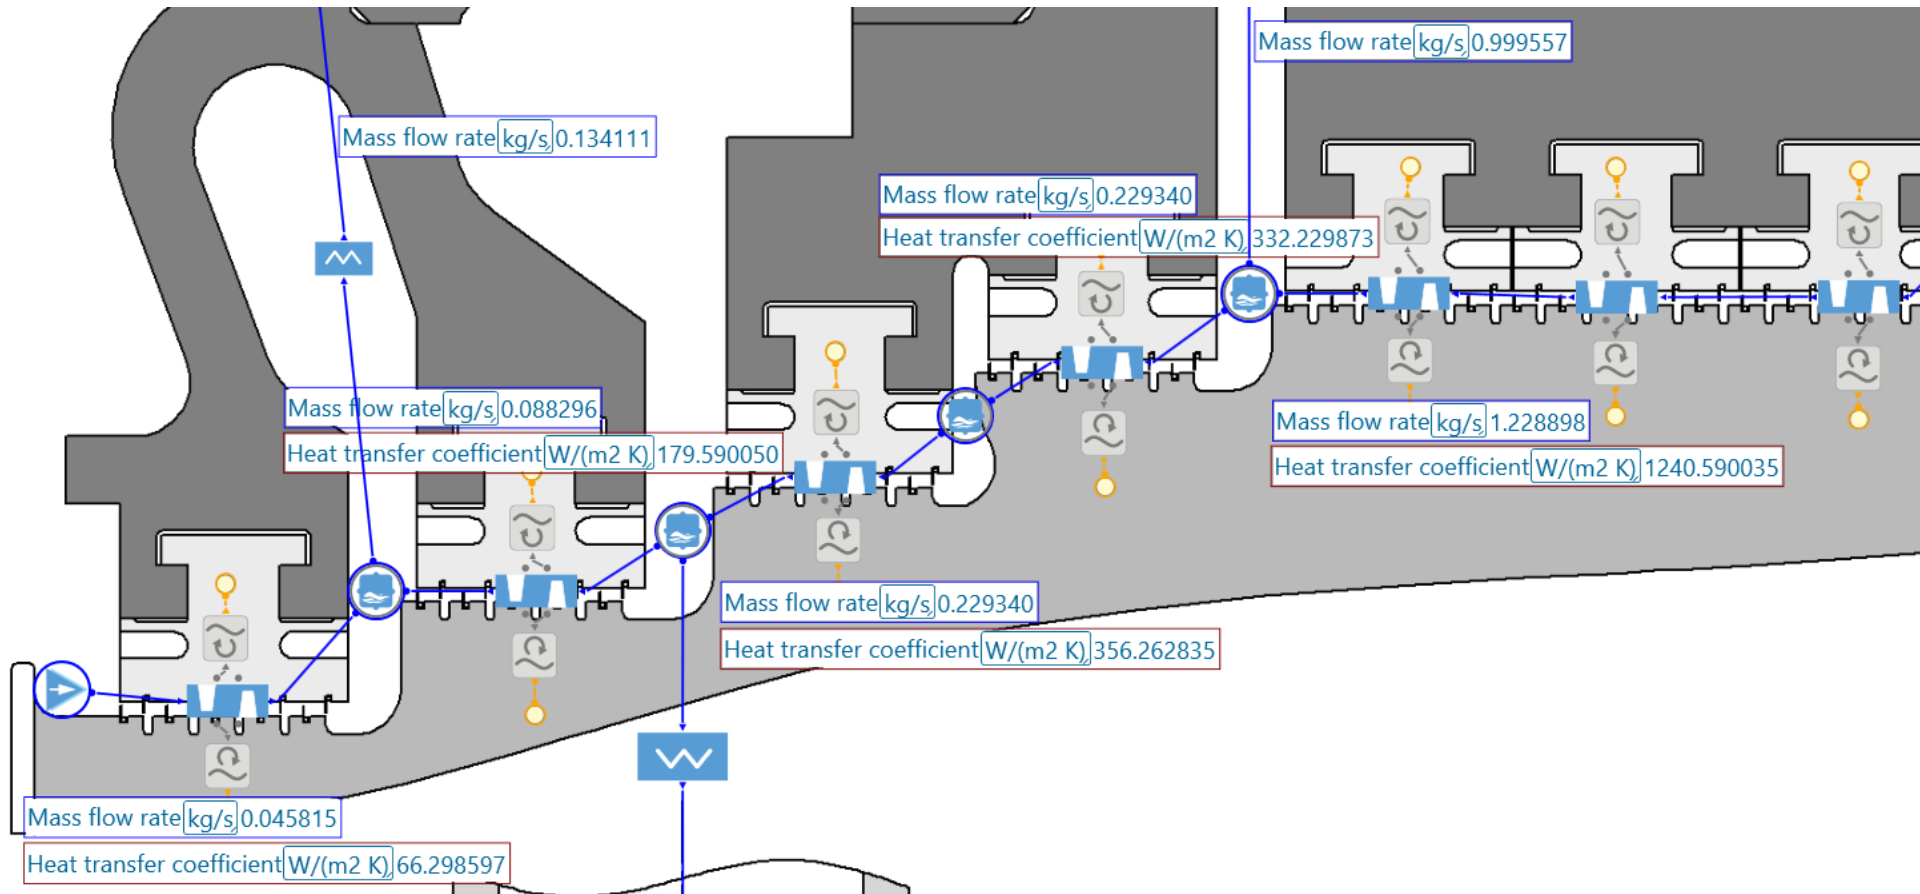 Mass flow rate kg/s, 0.999557
Mass flow rate kg/s, 0.134111
Mass flow rate kg/s, 0.229340
Heat transfer coefficient W/(m2 K), 332.229873
Mass flow rate kg/s, 0.088296
Heat transfer coefficient W/(m2 K), 179.590050
Mass flow rate kg/s, 1.228898
Heat transfer coefficient W/(m2 K), 1240.590035
Mass flow rate kg/s, 0.229340
Heat transfer coefficient W/(m2 K), 356.262835
Mass flow rate kg/s, 0.045815
Heat transfer coefficient W/(m2 K), 66.298597